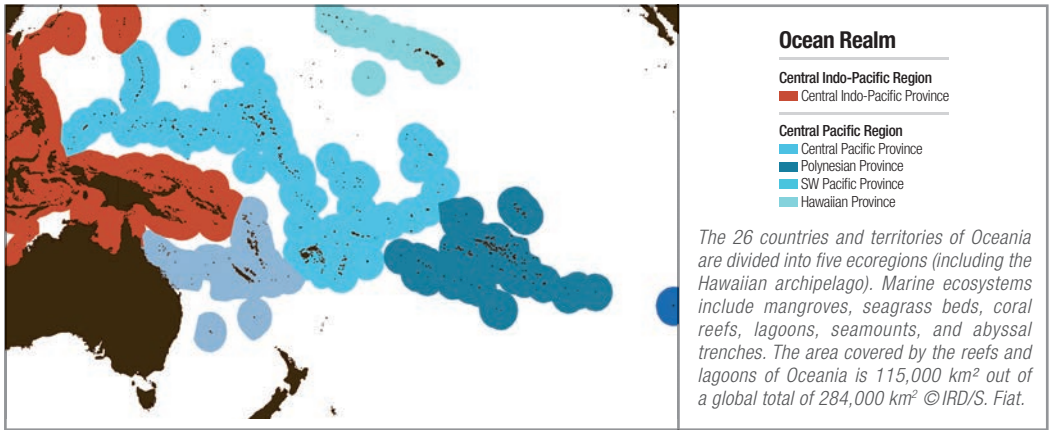 Ocean Realm
Central Indo-Pacific Region
Central Indo-Pacific Province
Central Pacific Region
Central Pacific Province
Polynesian Province
SW Pacific Province
Hawaiian Province
The 26 countries and territories of Oceania
are divided into five ecoregions (including the
Hawaiian archipelago). Marine ecosystems
include mangroves, seagrass beds, coral
reefs, lagoons, seamounts, and abyssal
trenches. The area covered by the reefs and
lagoons of Oceania is 115,000 km² out of
a global total of 284,000 km² ©IRD/S. Fiat.